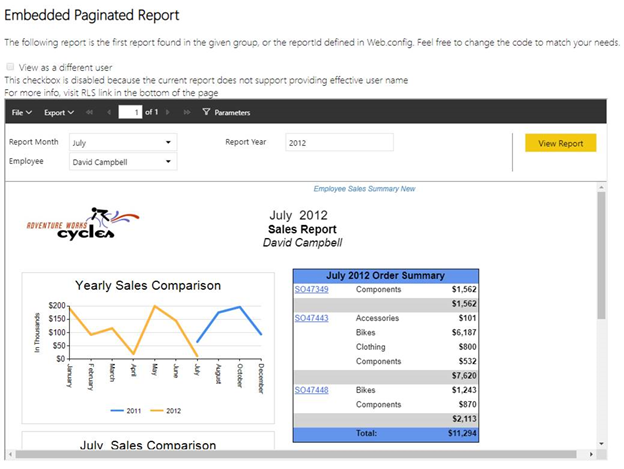 Embedded Paginated Report
The following report is the first report found in the given group, or the reportId defined in Web.config. Feel free to change the code to match your needs.
View as a different user
This checkbox is disabled because the current report does not support providing effective user name
For more info, visit RLS link in the bottom of the page
File Export 1 of 1 Parameters
Report Month July Report Year 2012 View Report
Employee David Campbell
Employee Sales Summary New
ADVENTURE WORKS
cycles
July 2012
Sales Report
David Campbell
Yearly Sales Comparison
In Thousands
$200
$150
$100
$50
$0
January February March April May June July August October December
2011 2012
July Sales Comparison
July 2012 Order Summary
SO47349 Components $1,562
$1,562
SO47443 Accessories $101
Bikes $6,187
Clothing $800
Components $532
$7,620
SO47448 Bikes $1,243
Components $870
$2,113
Total: $11,294